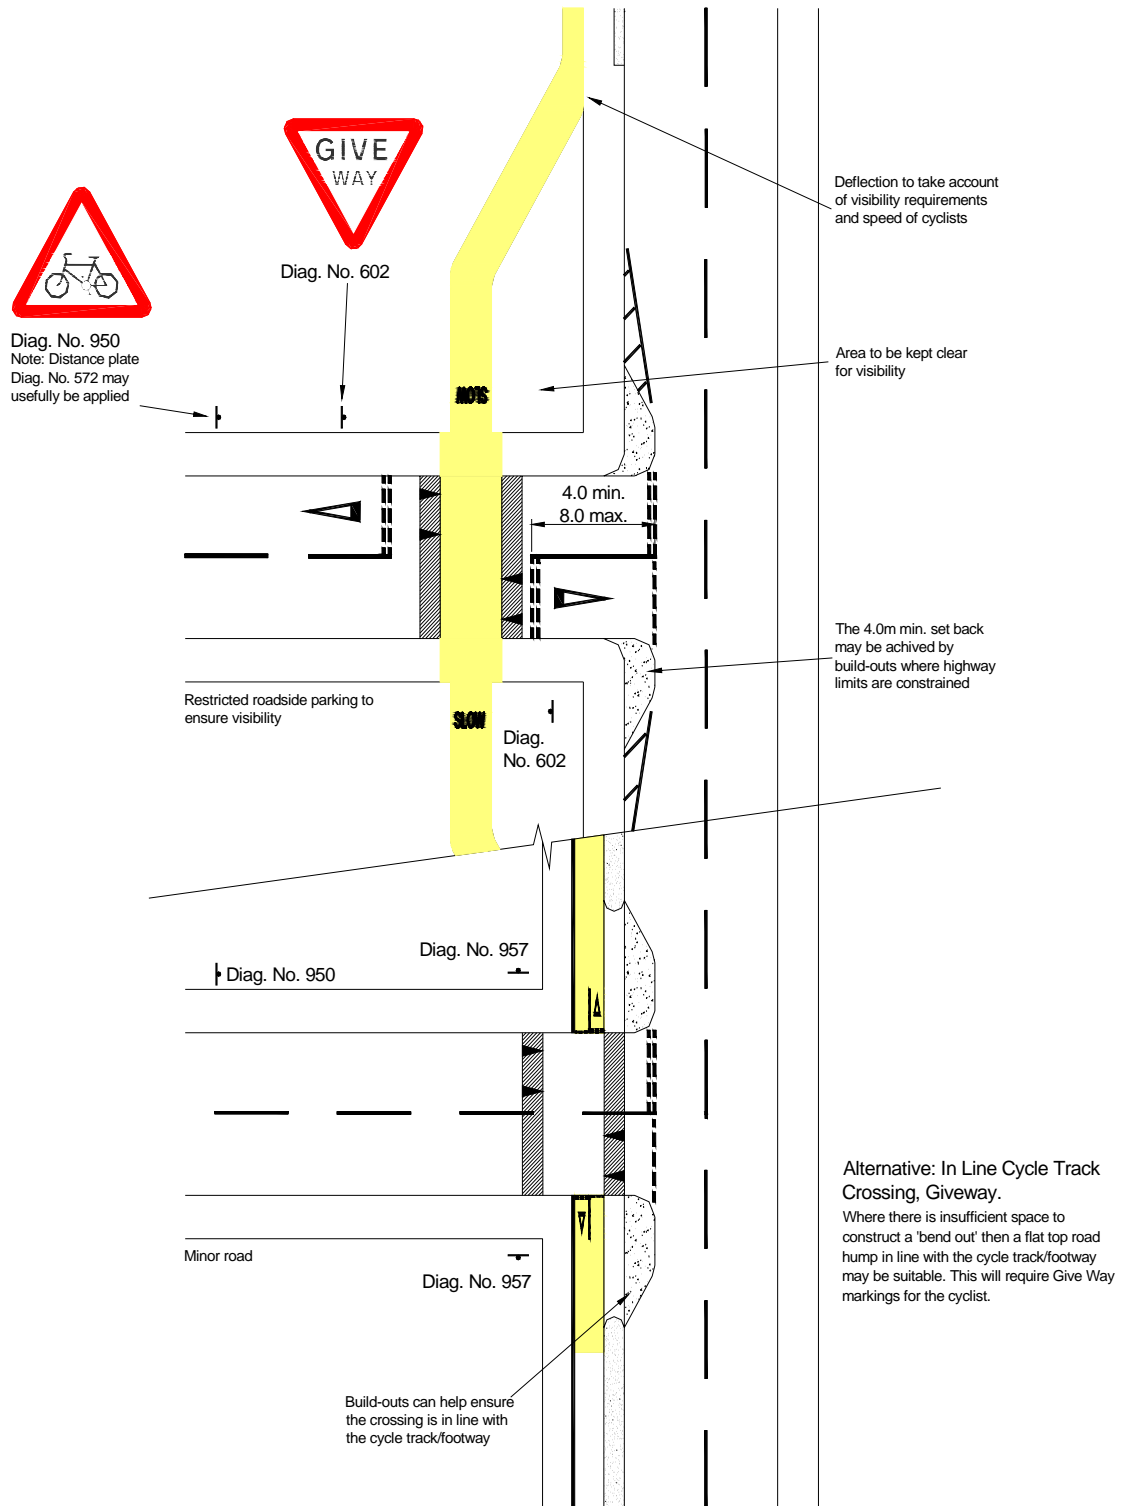 Deflection to take account
of visibility requirements
and speed of cyclists
GIVE
WAY
Diag. No. 602
Diag. No. 950
Note: Distance plate
Diag. No. 572 may
usefully be applied
Area to be kept clear
for visibility
SLOW
4.0 min.
8.0 max.
The 4.0m min. set back
may be achived by
build-outs where highway
limits are constrained
Restricted roadside parking to
ensure visibility
SLOW
Diag.
No. 602
Diag. No. 957
Diag. No. 950
Alternative: In Line Cycle Track
Crossing, Giveway.
Where there is insufficient space to
construct a 'bend out' then a flat top road
hump in line with the cycle track/footway
may be suitable. This will require Give Way
markings for the cyclist.
Minor road
Diag. No. 957
Build-outs can help ensure
the crossing is in line with
the cycle track/footway